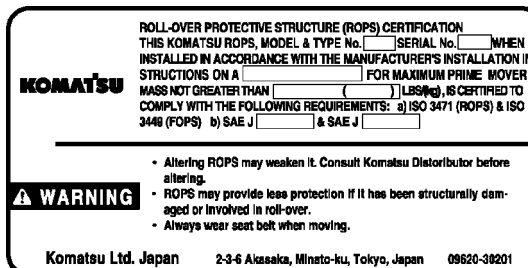 ROLL-OVER PROTECTIVE STRUCTURE (ROPS) CERTIFICATION
THIS KOMATSU ROPS, MODEL & TYPE No. SERIAL No. WHEN
INSTALLED IN ACCORDANCE WITH THE MANUFACTURER'S INSTALLATION IN
STRUCTIONS ON A FOR MAXIMUM PRIME MOVER
MASS NOT GREATER THAN ( ) LBS(kg), IS CERTIFIED TO
COMPLY WITH THE FOLLOWING REQUIREMENTS: a) ISO 3471 (ROPS) & ISO
3449 (FOPS) b) SAE J & SAE J
KOMATSU
• Altering ROPS may weaken it. Consult Komatsu Distoributor before
altering.
• ROPS may provide less protection if it has been structurally dam-
aged or involved in roll-over.
• Always wear seat belt when moving.
WARNING
Komatsu Ltd. Japan 2-3-6 Akasaka, Minato-ku, Tokyo, Japan 09620-30201